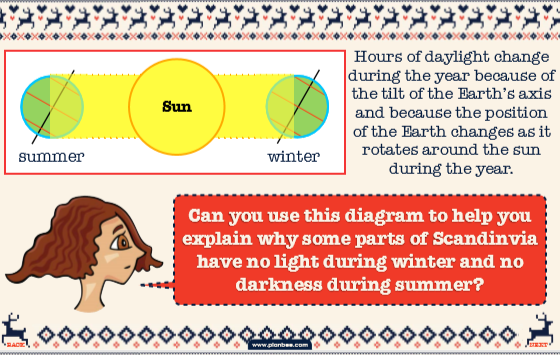 Hours of daylight change
during the year because of
the tilt of the Earth's axis
and because the position
of the Earth changes as it
rotates around the sun
during the year.
Sun
summer
winter
Can you use this diagram to help you
explain why some parts of Scandinvia
have no light during winter and no
darkness during summer?
BACK
www.planbee.com
NEXT